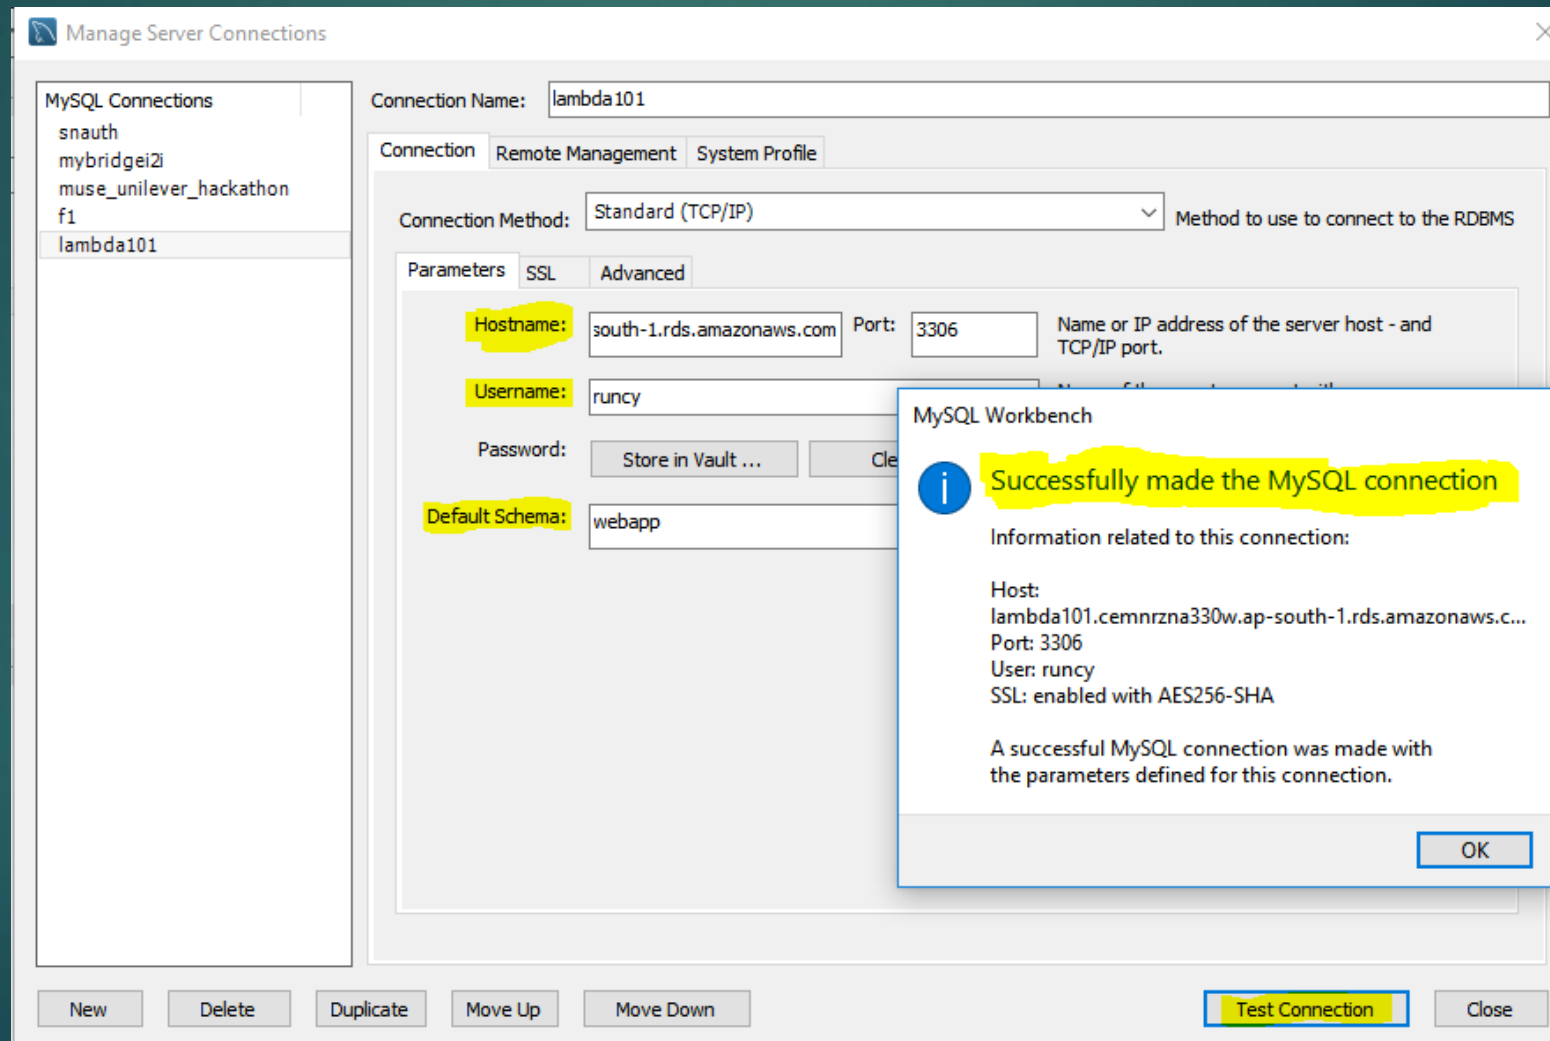 Manage Server Connections
MySQL Connections
snauth
mybridgei2i
muse_unilever_hackathon
f1
lambda101
Connection Name: lambda101
Connection Remote Management System Profile
Connection Method: Standard (TCP/IP) Method to use to connect to the RDBMS
Parameters SSL Advanced
Hostname: south-1.rds.amazonaws.com Port: 3306 Name or IP address of the server host - and
TCP/IP port.
Username: runcy
Password: Store in Vault ... Cle
Default Schema: webapp
MySQL Workbench
Successfully made the MySQL connection
Information related to this connection:
Host:
lambda101.cemnrzna330w.ap-south-1.rds.amazonaws.c...
Port: 3306
User: runcy
SSL: enabled with AES256-SHA
A successful MySQL connection was made with
the parameters defined for this connection.
OK
New Delete Duplicate Move Up Move Down Test Connection Close